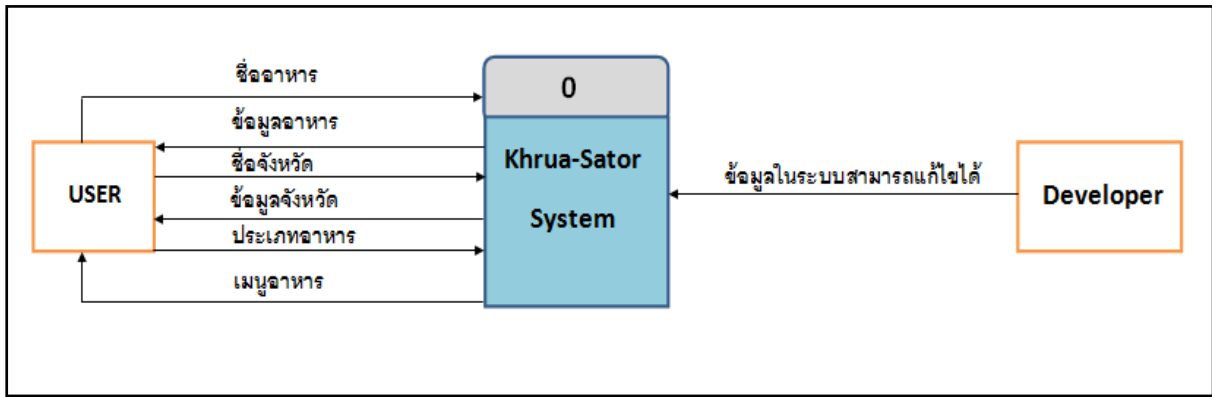 ชื่ออาหาร
0
ข้อมูลอาหาร
ชื่อจังหวัด
USER
ข้อมูลจังหวัด
ประเภทอาหาร
เมนูอาหาร
Khrua-Sator
System
ข้อมูลในระบบสามารถแก้ไขได้
Developer